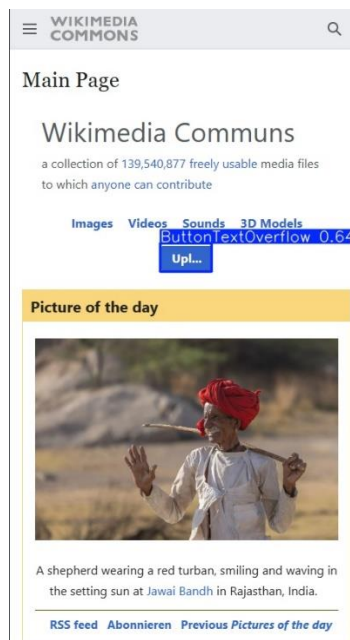 WIKIMEDIA
COMMONS
Main Page
Wikimedia Communs
a collection of 139,540,877 freely usable media files
to which anyone can contribute
Images Videos Sounds 3D Models
ButtonTextOverflow 0.64
Upl...
Picture of the day
A shepherd wearing a red turban, smiling and waving in
the setting sun at Jawai Bandh in Rajasthan, India.
RSS feed Abonnieren Previous Pictures of the day